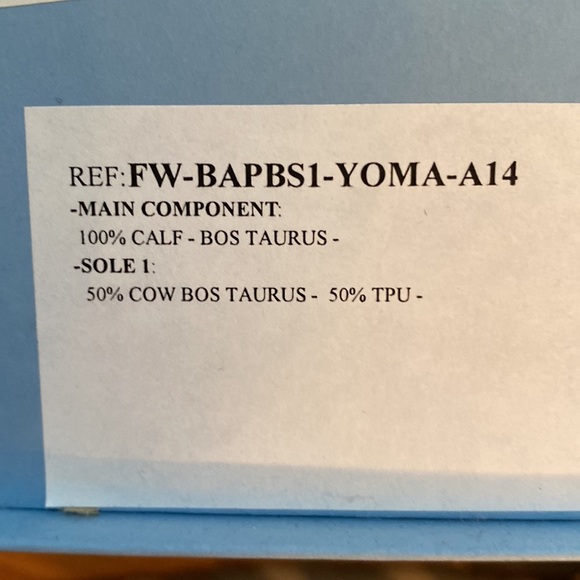 REF:FW-BAPBS1-YOMA-A14
-MAIN COMPONENT:
100% CALF - BOS TAURUS -
-SOLE 1:
50% COW BOS TAURUS - 50% TPU -